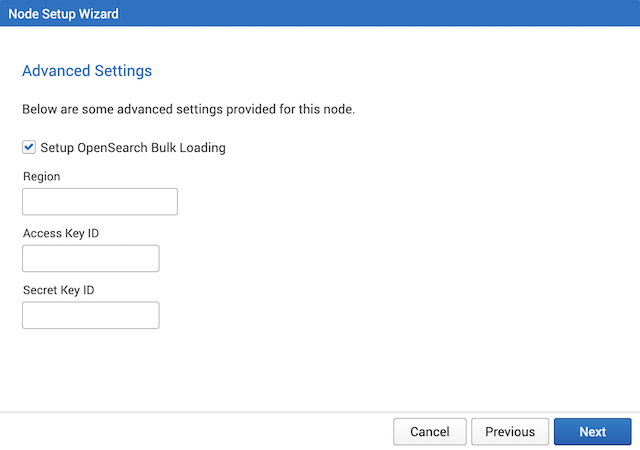 Node Setup Wizard
Advanced Settings
Below are some advanced settings provided for this node.
Setup OpenSearch Bulk Loading
Region
Access Key ID
Secret Key ID
Cancel
Previous
Next